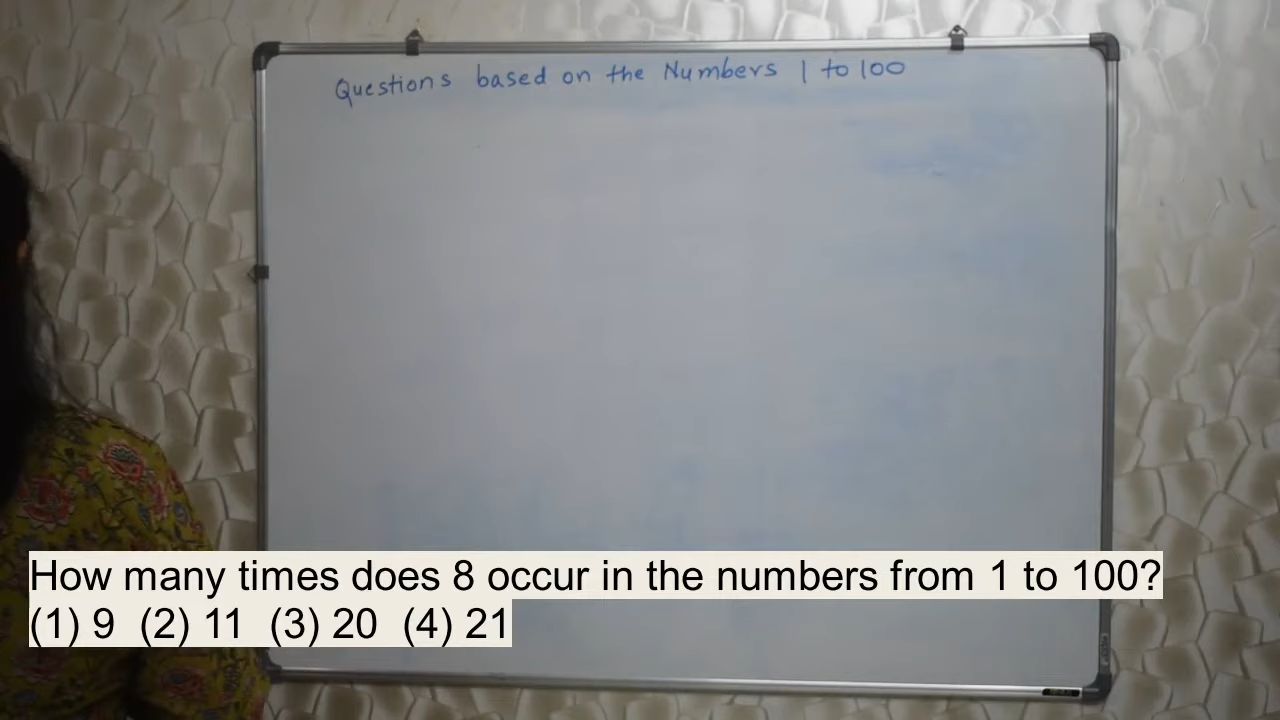 Questions based on the Numbers 1 to 100
How many times does 8 occur in the numbers from 1 to 100?
(1) 9 (2) 11 (3) 20 (4) 21